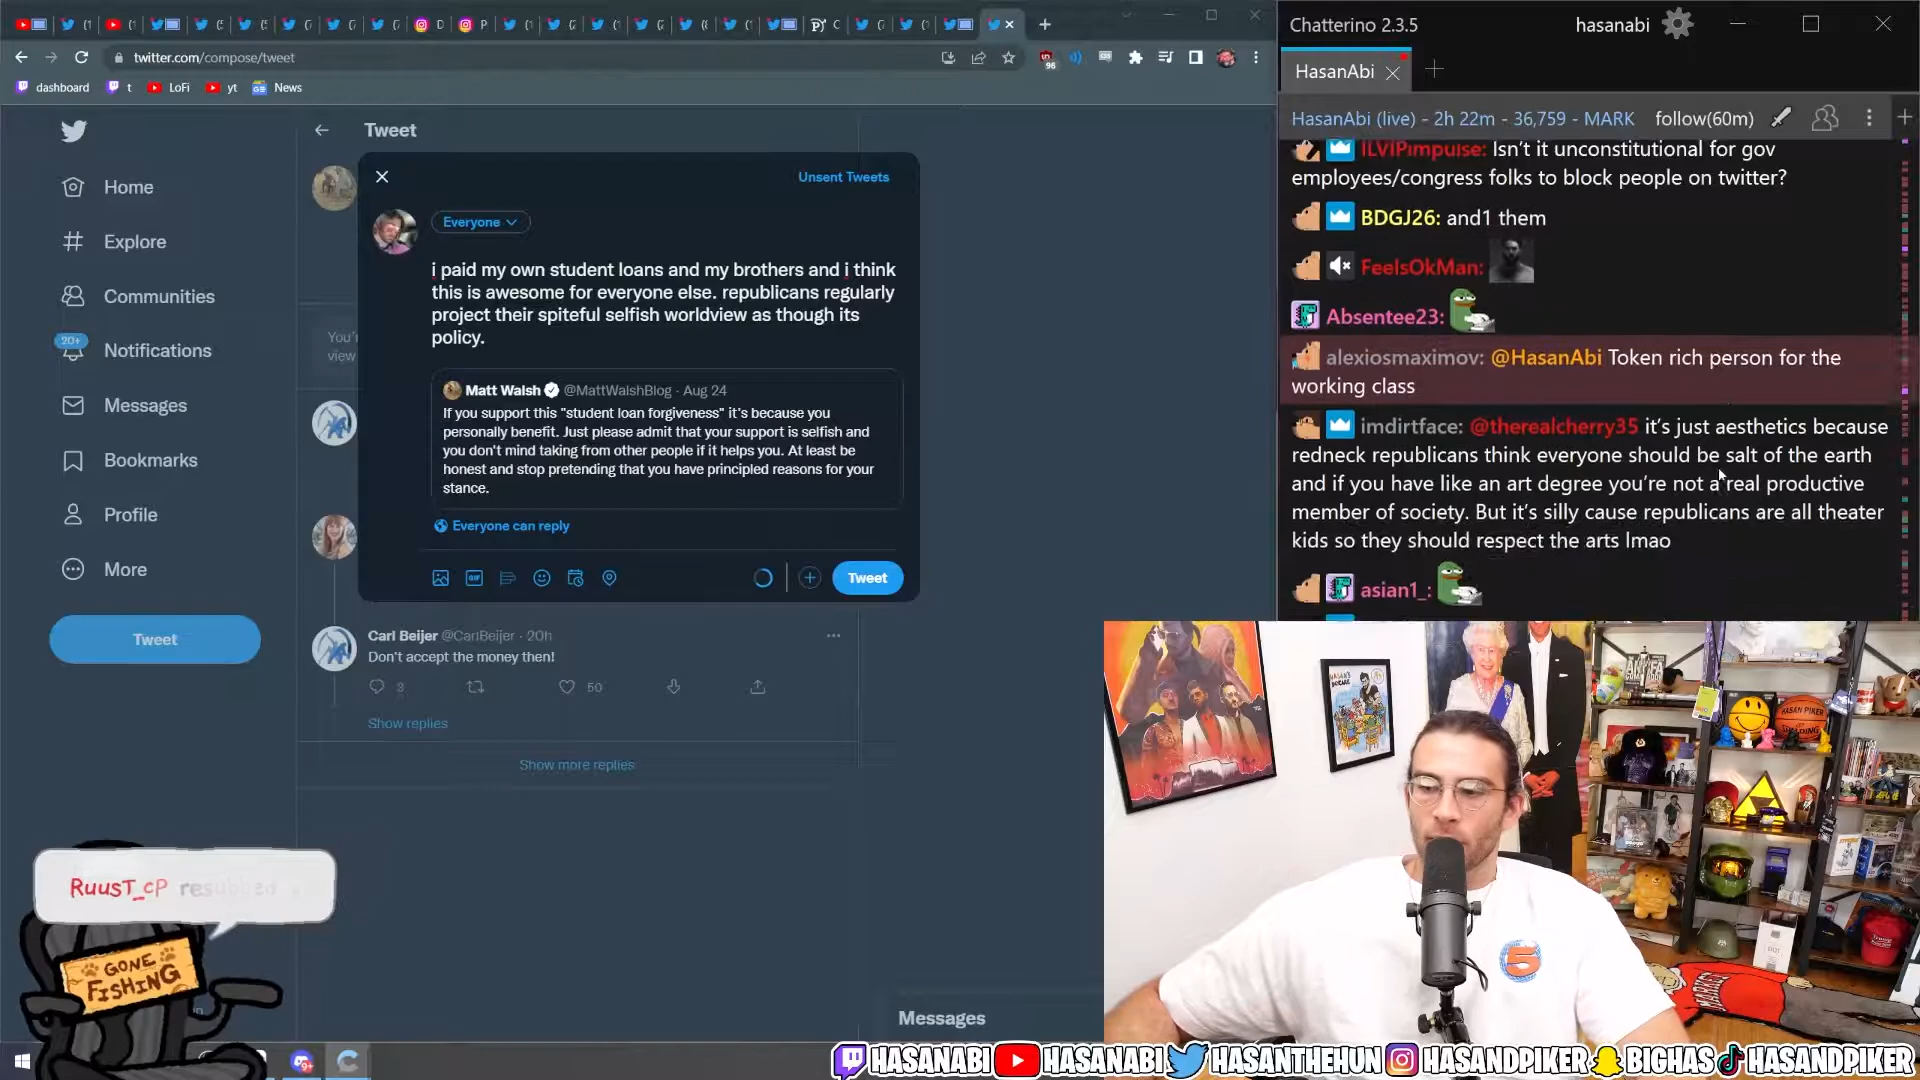 twitter.com/compose/tweet
96
dashboard
t
LoFi
yt
News
Home
Explore
Communities
20+
Notifications
Messages
Bookmarks
Profile
More
Tweet
Tweet
You'r
view
Unsent Tweets
Everyone
i paid my own student loans and my brothers and i think
this is awesome for everyone else. republicans regularly
project their spiteful selfish worldview as though its
policy.
Matt Walsh @MattWalshBlog · Aug 24
If you support this "student loan forgiveness" it's because you
personally benefit. Just please admit that your support is selfish and
you don't mind taking from other people if it helps you. At least be
honest and stop pretending that you have principled reasons for your
stance.
Everyone can reply
GIF
Tweet
Carl Beijer @CarlBeijer · 20h
Don't accept the money then!
3
50
Show replies
Show more replies
Messages
Chatterino 2.3.5
hasanabi
HasanAbi
HasanAbi (live) - 2h 22m - 36,759 - MARK
follow(60m)
ILVIPimpulse: Isn't it unconstitutional for gov
employees/congress folks to block people on twitter?
BDGJ26: and1 them
FeelsOkMan:
Absentee23:
alexiosmaximov: @HasanAbi Token rich person for the
working class
imdirtface: @therealcherry35 it's just aesthetics because
redneck republicans think everyone should be salt of the earth
and if you have like an art degree you're not a real productive
member of society. But it's silly cause republicans are all theater
kids so they should respect the arts lmao
asian1_:
RuusT_cP resubbed
GONE
FISHING
HASAN PIKER
SPALDING
5
HASANABI
HASANABI
HASANTHEHUN
HASANDPIKER
BIGHAS
HASANDPIKER